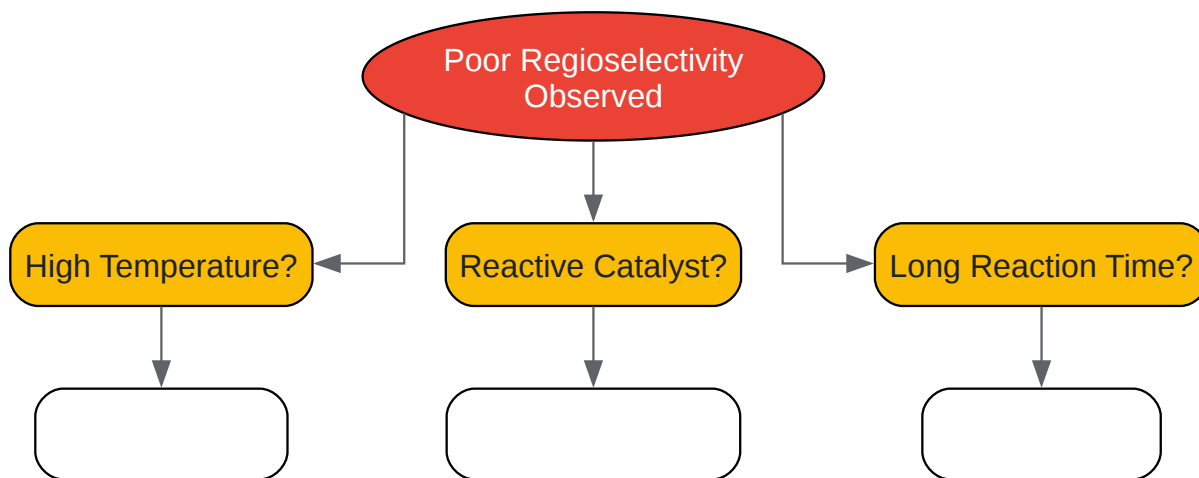 Poor Regioselectivity
Observed
High Temperature?
Reactive Catalyst?
Long Reaction Time?